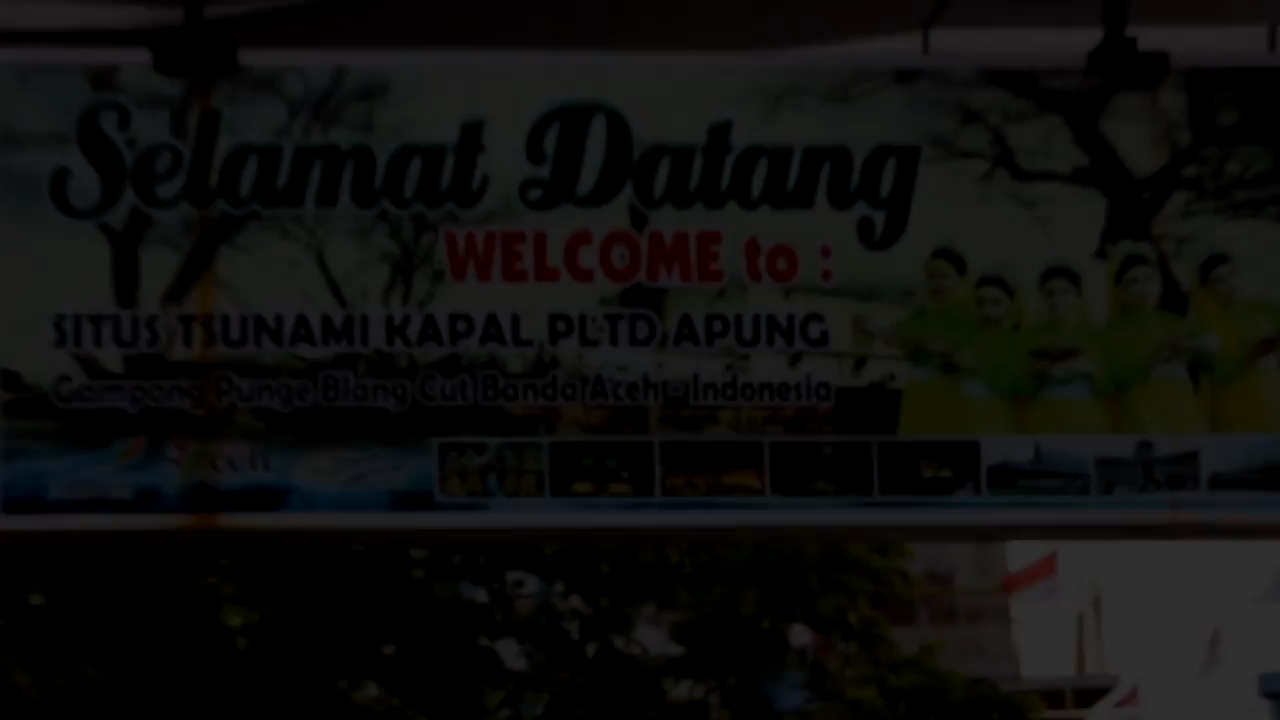 Selamat Datang
WELCOME to :
SITUS TSUNAMI KAPAL PLTD APUNG
Gampong Punge Blang Cut Banda Aceh - Indonesia